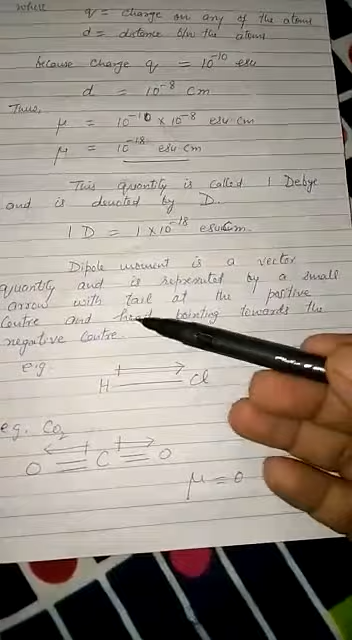 where
q = charge on any of the atoms
d = distance b/w the atoms
because charge q = 10⁻¹⁰ esu
d = 10⁻⁸ cm
Thus,
μ = 10⁻¹⁰ × 10⁻⁸ esu cm
μ = 10⁻¹⁸ esu cm
This quantity is called 1 Debye
and is denoted by D.
1 D = 1 × 10⁻¹⁸ esu cm.
Dipole moment is a vector
quantity and is represented by a small
arrow with tail at the positive
centre and head pointing towards the
negative centre.
e.g.
H — Cl
e.g. CO₂
O = C = O
μ = 0